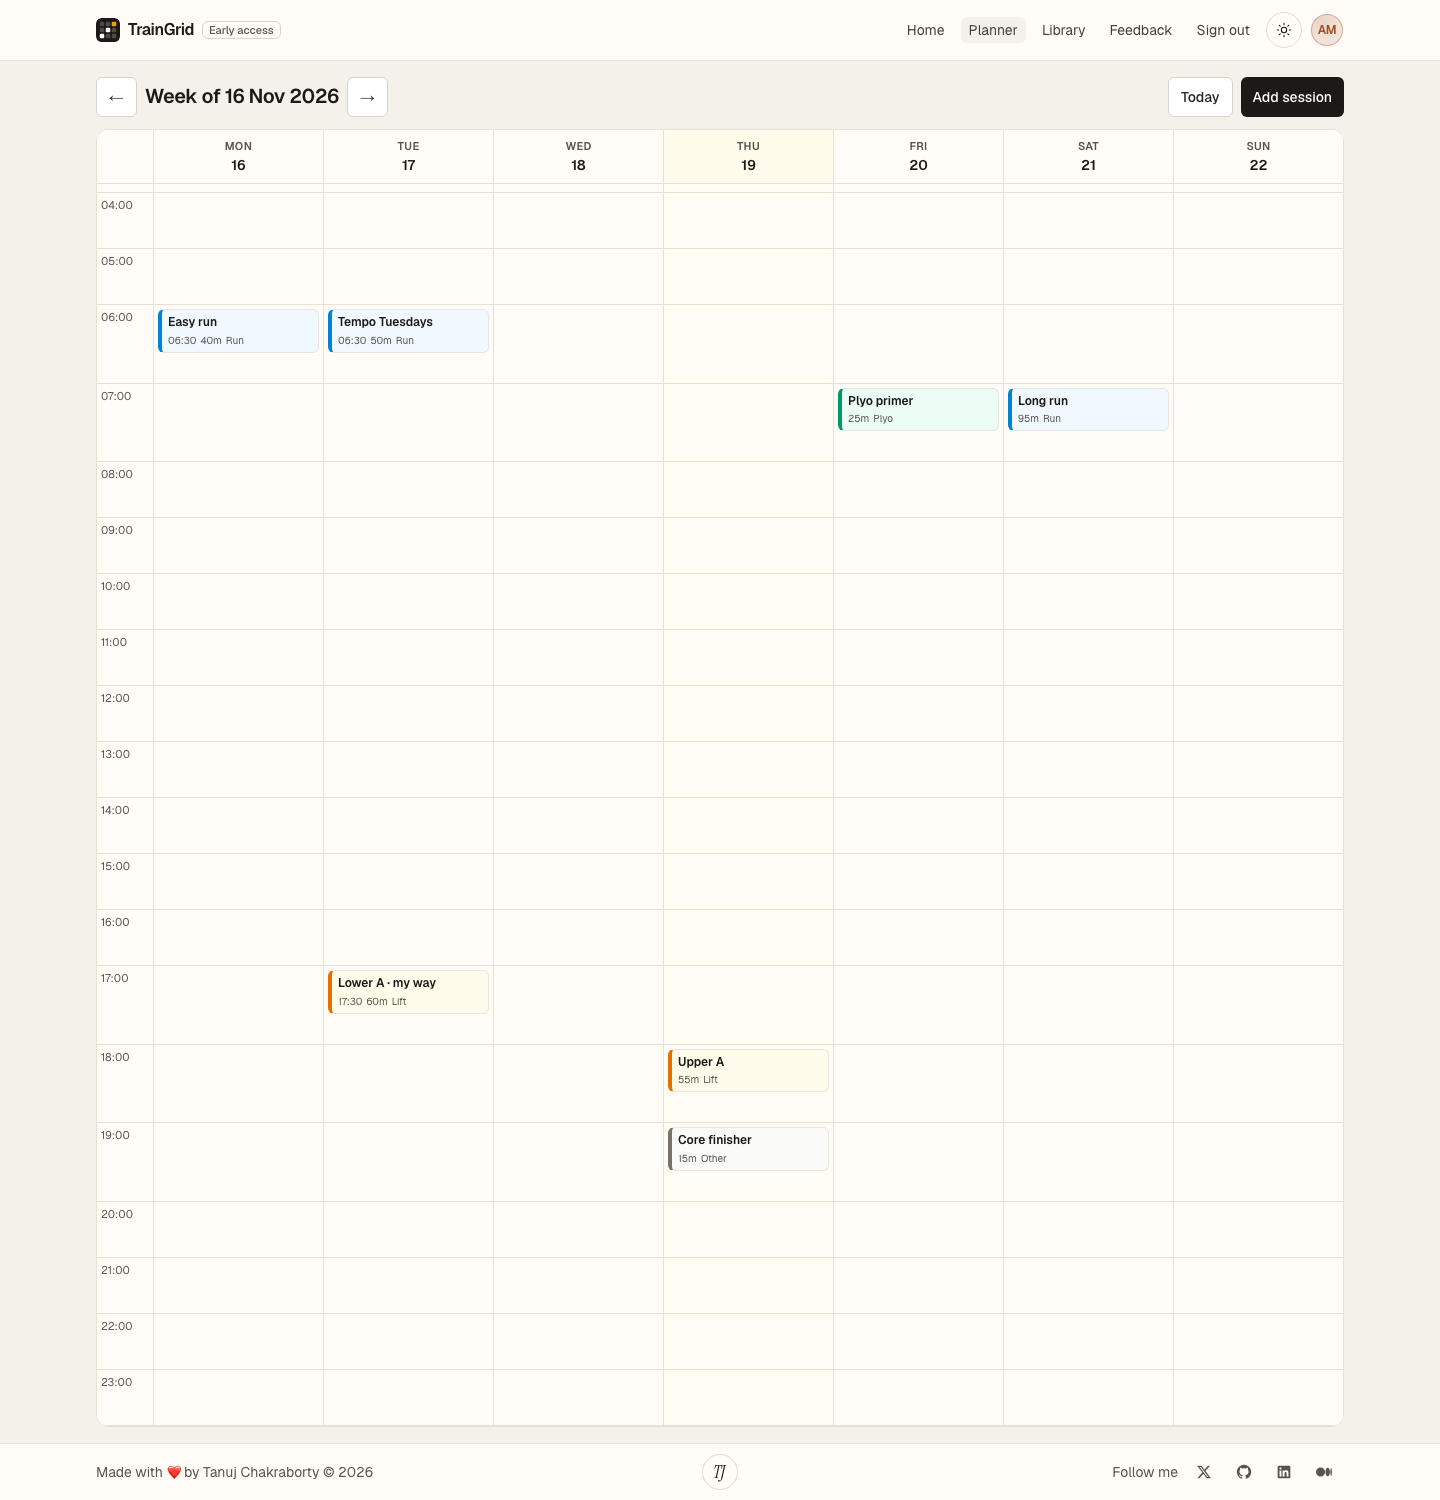 TrainGrid Early access Home Planner Library Feedback Sign out AM
← Week of 16 Nov 2026 → Today Add session
MON TUE WED THU FRI SAT SUN
16 17 18 19 20 21 22
04:00
05:00
06:00
Easy run
06:30 40m Run
Tempo Tuesdays
06:30 50m Run
07:00
Plyo primer
25m Plyo
Long run
95m Run
08:00
09:00
10:00
11:00
12:00
13:00
14:00
15:00
16:00
17:00
Lower A · my way
17:30 60m Lift
18:00
Upper A
55m Lift
19:00
Core finisher
15m Other
20:00
21:00
22:00
23:00
Made with ❤️ by Tanuj Chakraborty © 2026 TJ Follow me